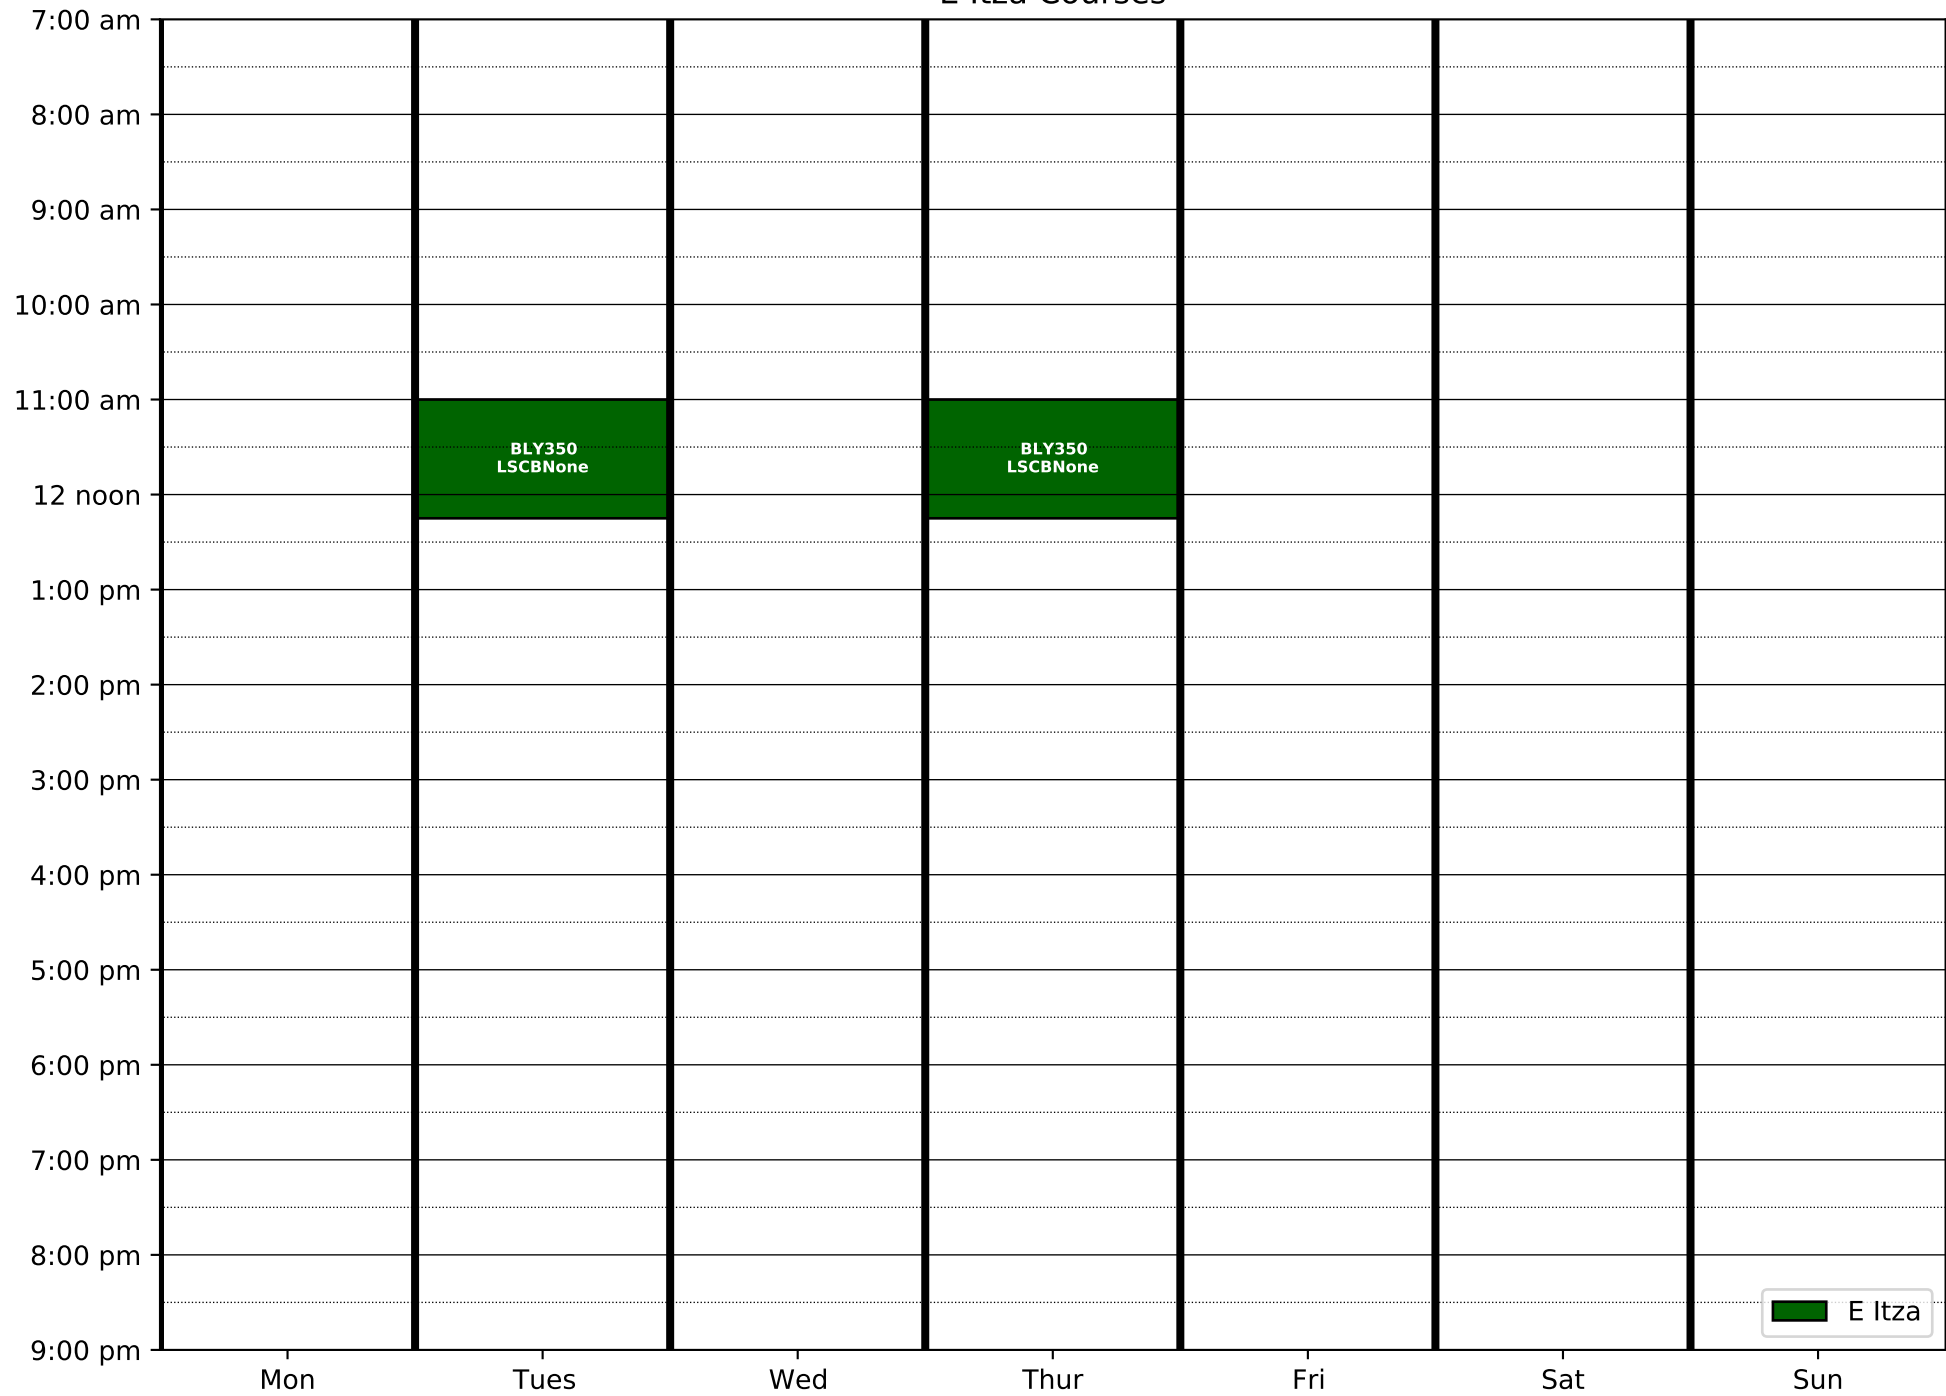 E Itza Courses
7:00 am
8:00 am
9:00 am
10:00 am
11:00 am
BLY350
LSCBNone
BLY350
LSCBNone
12 noon
1:00 pm
2:00 pm
3:00 pm
4:00 pm
5:00 pm
6:00 pm
7:00 pm
8:00 pm
E Itza
9:00 pm
Mon
Tues
Wed
Thur
Fri
Sat
Sun